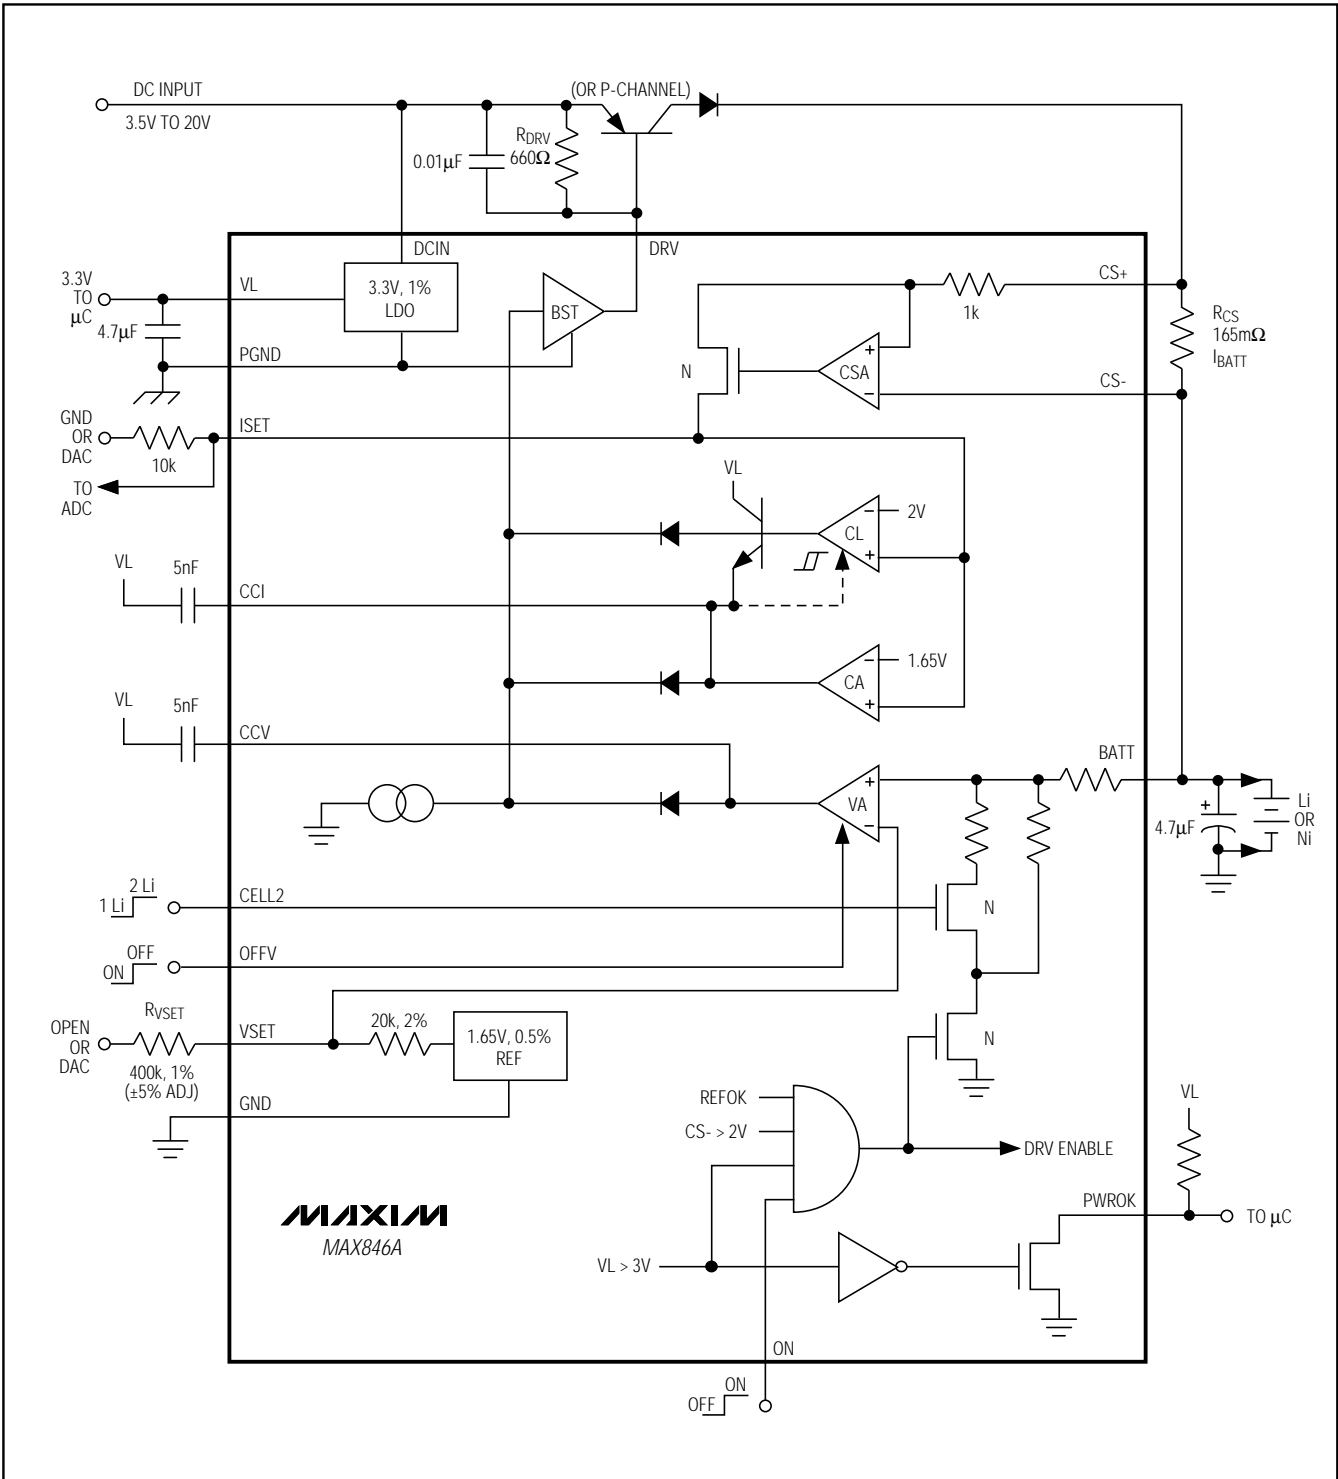 DC INPUT
3.5V TO 20V
(OR P-CHANNEL)
RDRV
660Ω
0.01μF
DCIN
DRV
3.3V
TO
μC
VL
3.3V, 1%
LDO
BST
4.7μF
PGND
CS+
1k
RCS
165mΩ
IBATT
CSA
+
–
N
CS-
GND
OR
DAC
ISET
10k
TO
ADC
VL
–
2V
CL
+
VL
5nF
CCI
–
1.65V
CA
+
VL
5nF
CCV
BATT
+
VA
–
+
4.7μF
Li
OR
Ni
2 Li
1 Li
CELL2
N
OFF
ON
OFFV
RVSET
OPEN
OR
DAC
VSET
20k, 2%
1.65V, 0.5%
REF
N
400k, 1%
(±5% ADJ)
GND
REFOK
CS- > 2V
VL
DRV ENABLE
PWROK
TO μC
MAXIM
MAX846A
VL > 3V
ON
ON
OFF